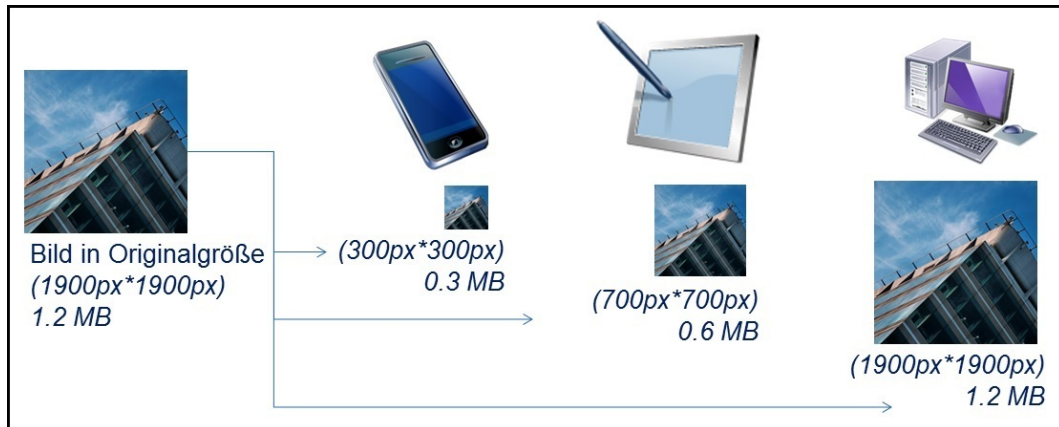 Bild in Originalgröße
(1900px*1900px)
1.2 MB
(300px*300px)
0.3 MB
(700px*700px)
0.6 MB
(1900px*1900px)
1.2 MB